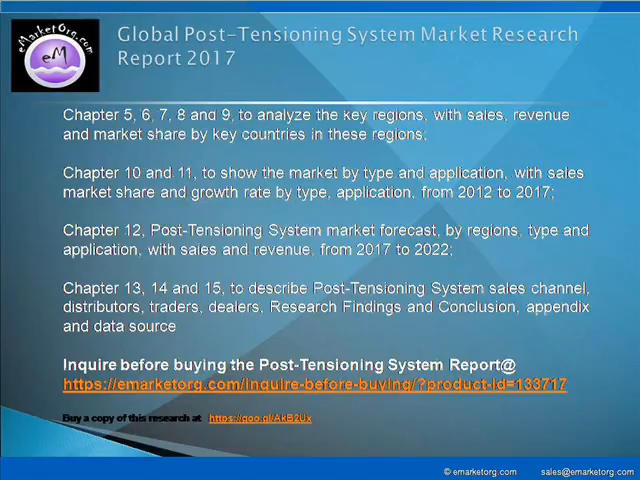 eMarketOrg.com
eM
Global Post-Tensioning System Market Research
Report 2017
Chapter 5, 6, 7, 8 and 9, to analyze the key regions, with sales, revenue
and market share by key countries in these regions;
Chapter 10 and 11, to show the market by type and application, with sales
market share and growth rate by type, application, from 2012 to 2017;
Chapter 12, Post-Tensioning System market forecast, by regions, type and
application, with sales and revenue, from 2017 to 2022;
Chapter 13, 14 and 15, to describe Post-Tensioning System sales channel,
distributors, traders, dealers, Research Findings and Conclusion, appendix
and data source
Inquire before buying the Post-Tensioning System Report@
https://emarketorg.com/inquire-before-buying/?product-id=133717
Buy a copy of this research at https://goo.gl/AkB2Ux
© emarketorg.com sales@emarketorg.com